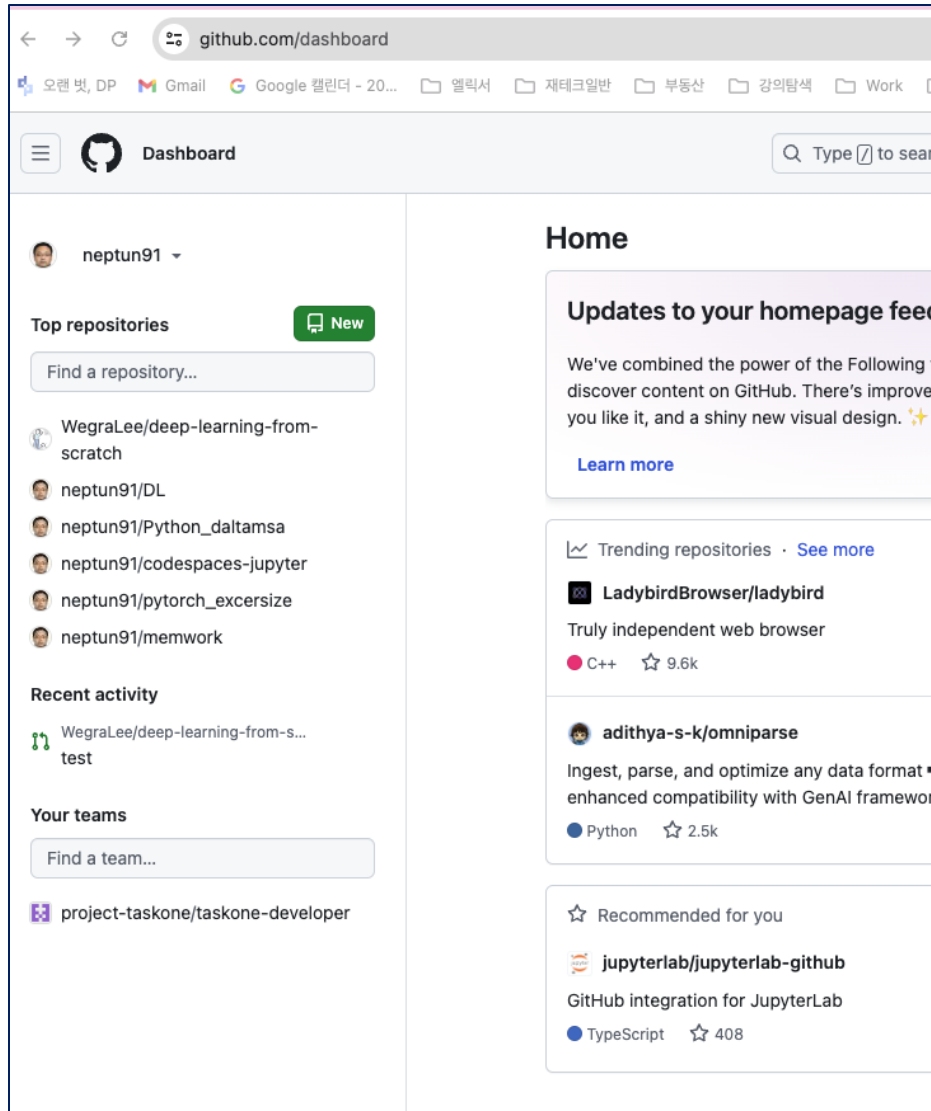 github.com/dashboard
오랜 벗, DP Gmail Google 캘린더 - 20... 엘릭서 재테크일반 부동산 강의탐색 Work
Dashboard
Type / to sear
neptun91
Top repositories
New
Find a repository...
WegraLee/deep-learning-from-
scratch
neptun91/DL
neptun91/Python_daltamsa
neptun91/codespaces-jupyter
neptun91/pytorch_excersize
neptun91/memwork
Recent activity
WegraLee/deep-learning-from-s...
test
Your teams
Find a team...
project-taskone/taskone-developer
Home
Updates to your homepage feed
We've combined the power of the Following
discover content on GitHub. There's improve
you like it, and a shiny new visual design. ✨
Learn more
Trending repositories · See more
LadybirdBrowser/ladybird
Truly independent web browser
C++ 9.6k
adithya-s-k/omniparse
Ingest, parse, and optimize any data format
enhanced compatibility with GenAI framewor
Python 2.5k
Recommended for you
jupyterlab/jupyterlab-github
GitHub integration for JupyterLab
TypeScript 408